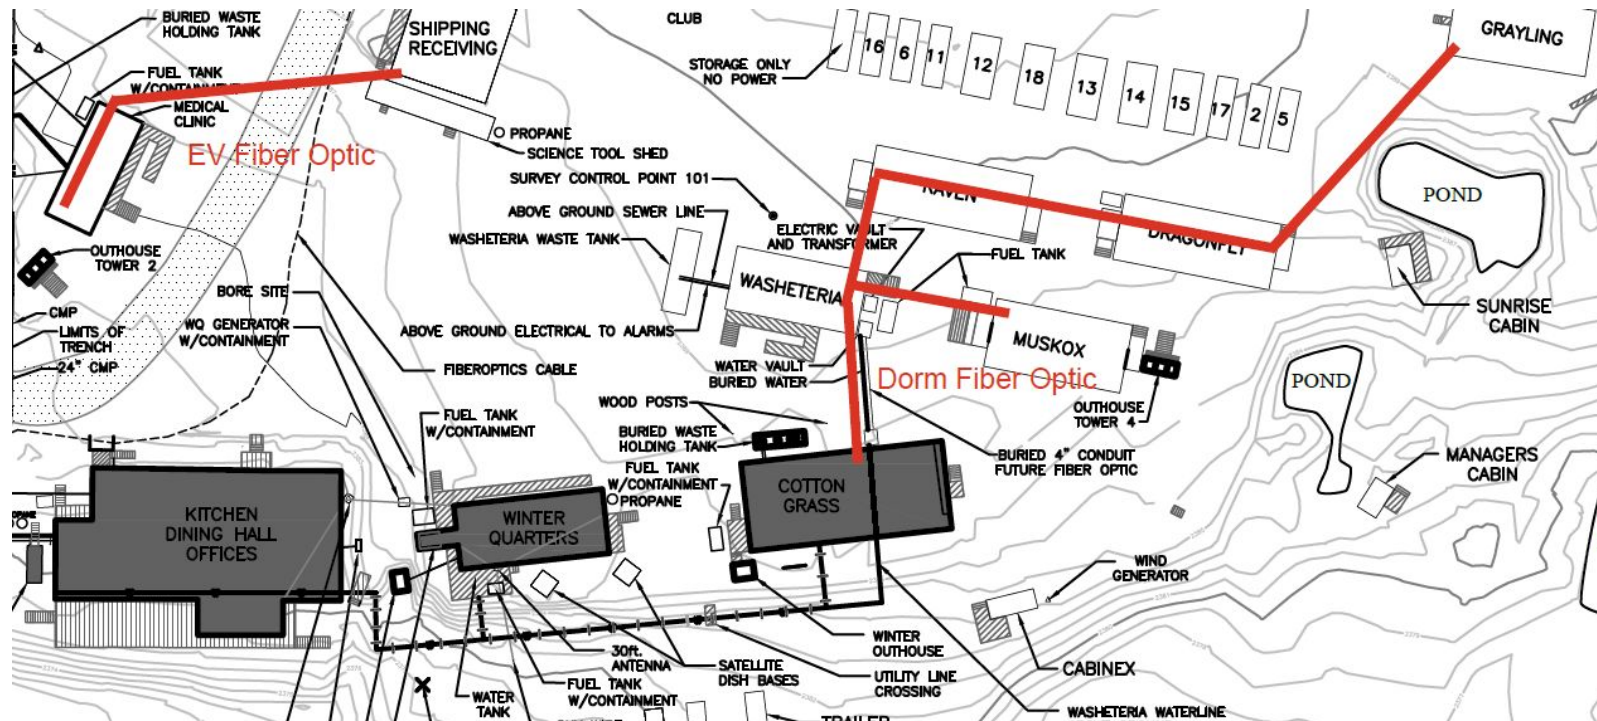 BURIED WASTE
HOLDING TANK
SHIPPING
RECEIVING
CLUB
GRAYLING
STORAGE ONLY
NO POWER
16
6
11
12
18
13
14
15
17
2
5
FUEL TANK
W/CONTAINMENT
MEDICAL
CLINIC
EV Fiber Optic
PROPANE
SCIENCE TOOL SHED
SURVEY CONTROL POINT 101
ABOVE GROUND SEWER LINE
WASHETERIA WASTE TANK
ELECTRIC VAULT
AND TRANSFORMER
RAVEN
DRAGONFLY
POND
FUEL TANK
OUTHOUSE
TOWER 2
BORE SITE
WASHETERIA
SUNRISE
CABIN
CMP
LIMITS OF
TRENCH
24" CMP
WQ GENERATOR
W/CONTAINMENT
ABOVE GROUND ELECTRICAL TO ALARMS
MUSKOX
FIBEROPTICS CABLE
WATER VAULT
BURIED WATER
Dorm Fiber Optic
POND
OUTHOUSE
TOWER 4
WOOD POSTS
FUEL TANK
W/CONTAINMENT
BURIED WASTE
HOLDING TANK
BURIED 4" CONDUIT
FUTURE FIBER OPTIC
MANAGERS
CABIN
FUEL TANK
W/CONTAINMENT
PROPANE
COTTON
GRASS
KITCHEN
DINING HALL
OFFICES
WINTER
QUARTERS
WIND
GENERATOR
WINTER
OUTHOUSE
CABINEX
30ft.
ANTENNA
SATELLITE
DISH BASES
UTILITY LINE
CROSSING
FUEL TANK
W/CONTAINMENT
WATER
TANK
TRAILER
WASHETERIA WATERLINE